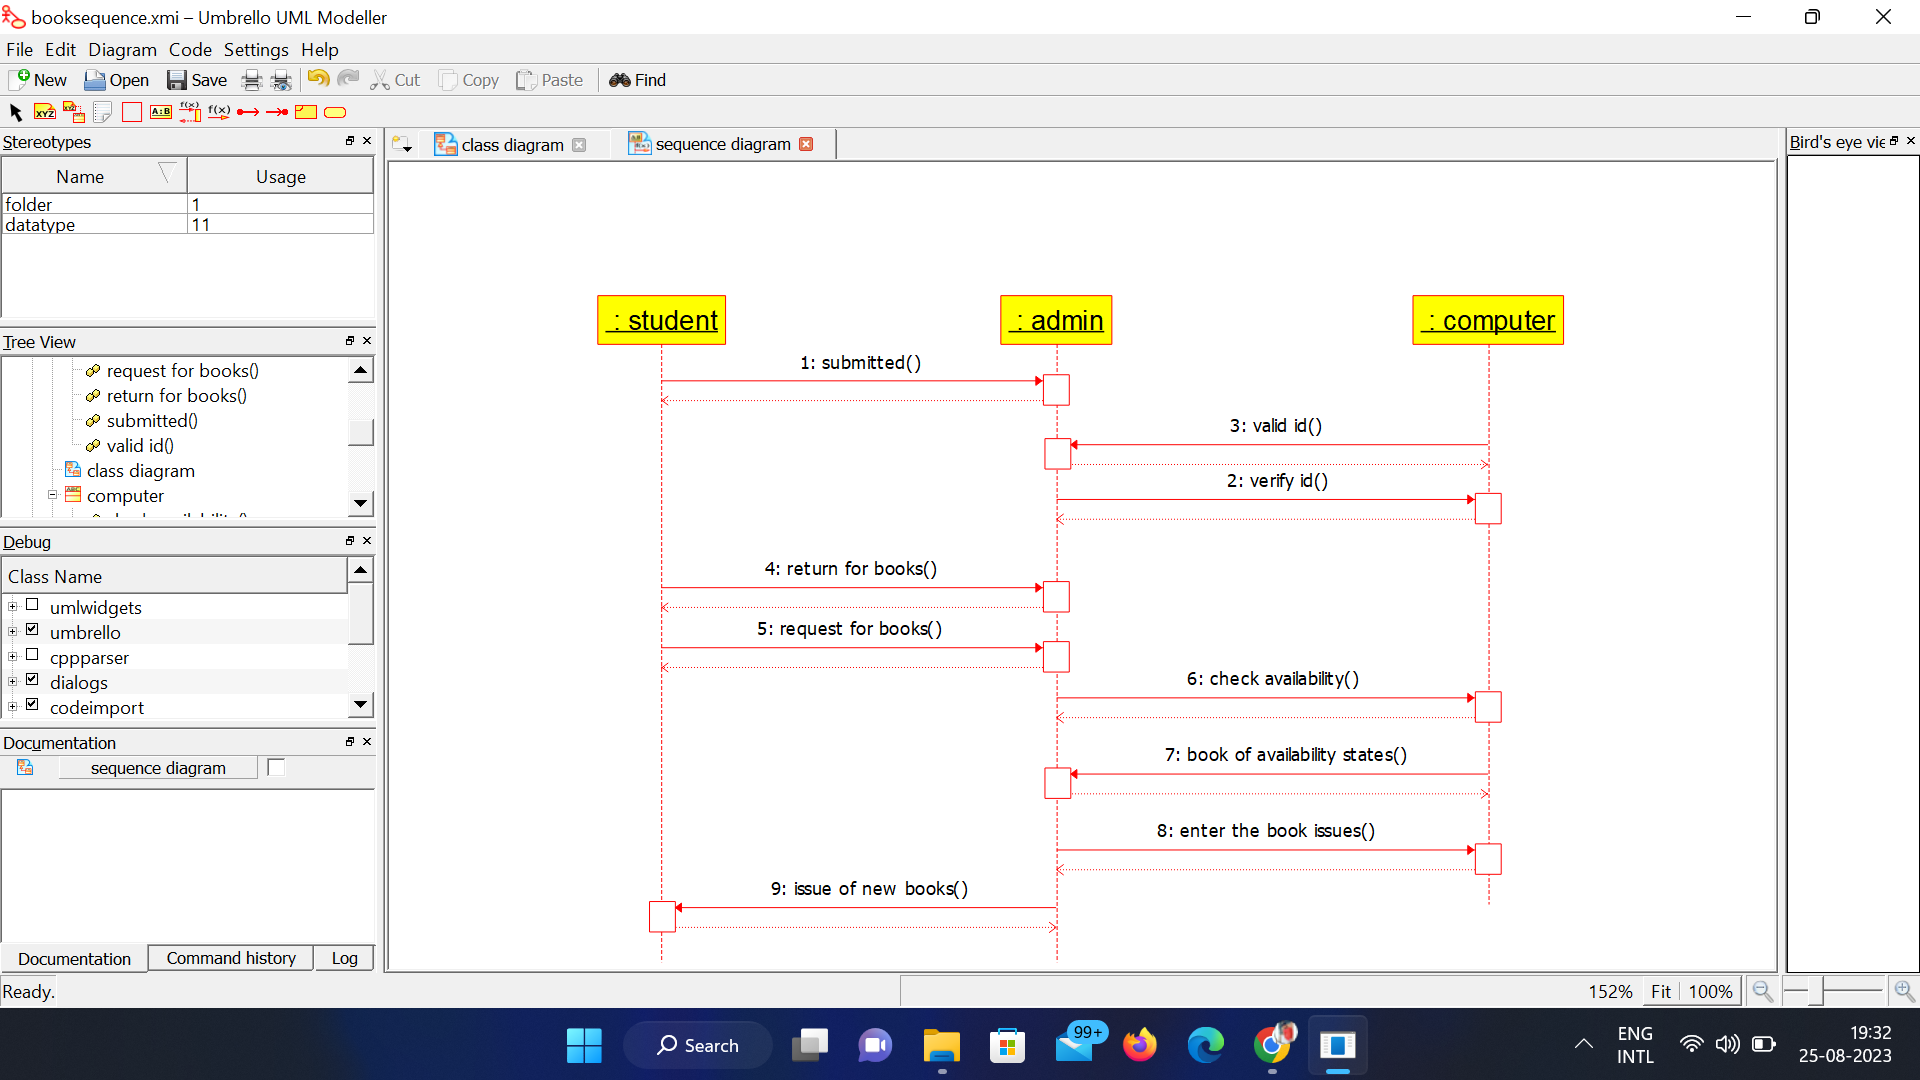 booksequence.xmi – Umbrello UML Modeller
File Edit Diagram Code Settings Help
New Open Save Cut Copy Paste Find
XYZ XYZ A:B f(x) f(x)
Stereotypes
Name Usage
folder 1
datatype 11
Tree View
request for books()
return for books()
submitted()
valid id()
class diagram
computer
Debug
Class Name
umlwidgets
umbrello
cppparser
dialogs
codeimport
Documentation
sequence diagram
Documentation Command history Log
Ready.
class diagram sequence diagram
: student : admin : computer
1: submitted()
3: valid id()
2: verify id()
4: return for books()
5: request for books()
6: check availability()
7: book of availability states()
8: enter the book issues()
9: issue of new books()
Bird's eye vie
152% Fit 100%
Search
99+
ENG
INTL
19:32
25-08-2023